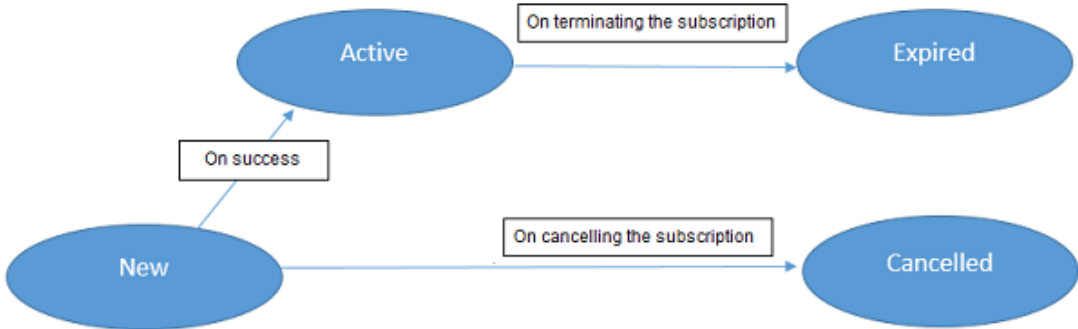 On terminating the subscription
Active
Expired
On success
On cancelling the subscription
New
Cancelled